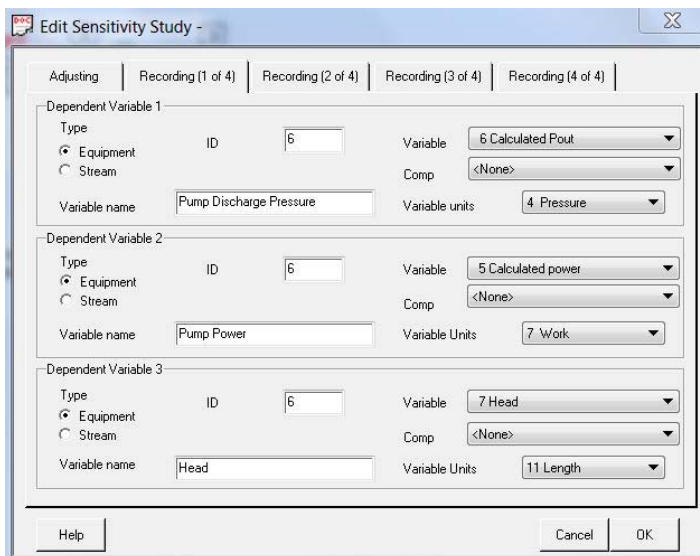 Edit Sensitivity Study -
Adjusting Recording (1 of 4) Recording (2 of 4) Recording (3 of 4) Recording (4 of 4)
Dependent Variable 1
Type
Equipment
Stream
ID 6
Variable 6 Calculated Pout
Comp <None>
Variable name Pump Discharge Pressure
Variable units 4 Pressure
Dependent Variable 2
Type
Equipment
Stream
ID 6
Variable 5 Calculated power
Comp <None>
Variable name Pump Power
Variable Units 7 Work
Dependent Variable 3
Type
Equipment
Stream
ID 6
Variable 7 Head
Comp <None>
Variable name Head
Variable Units 11 Length
Help Cancel OK